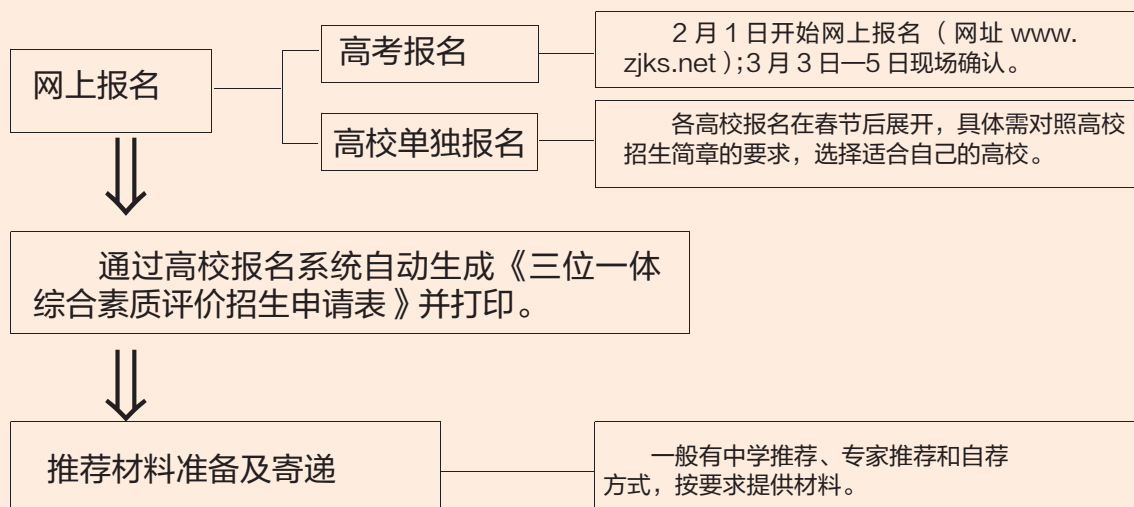 网上报名
高考报名
2月1日开始网上报名（网址 www.
zjks.net）；3月3日—5日现场确认。
高校单独报名
各高校报名在春节后展开，具体需对照高校
招生简章的要求，选择适合自己的高校。
通过高校报名系统自动生成《三位一体
综合素质评价招生申请表》并打印。
推荐材料准备及寄递
一般有中学推荐、专家推荐和自荐
方式，按要求提供材料。